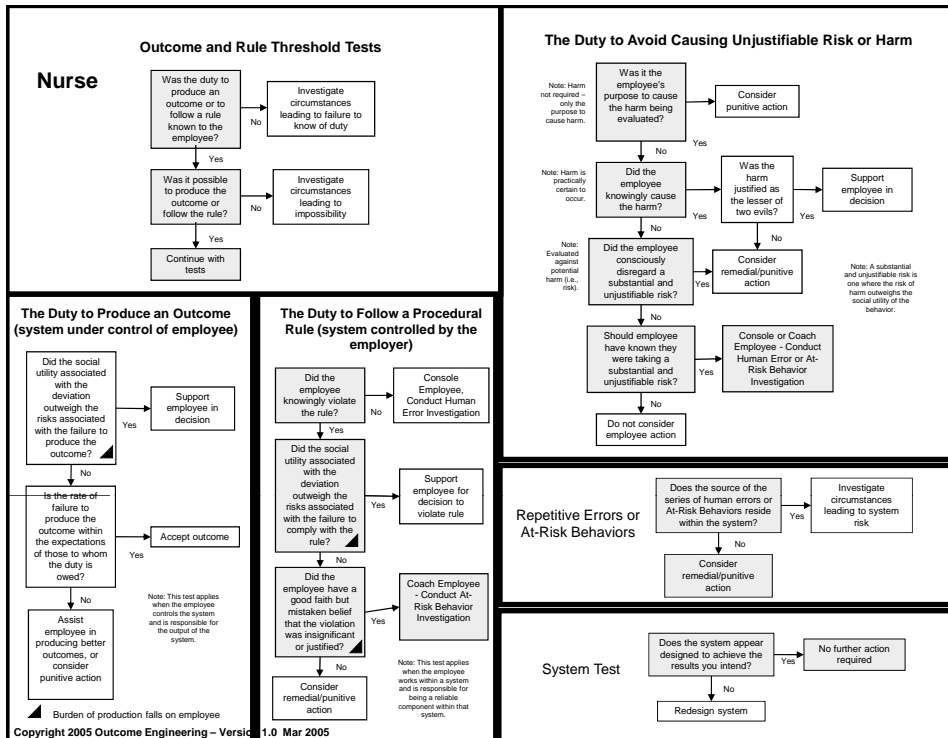 Outcome and Rule Threshold Tests
Nurse
Was the duty to
produce an
outcome or to
follow a rule
known to the
employee?
No
Investigate
circumstances
leading to failure to
know of duty
Yes
Was it possible
to produce the
outcome or
follow the rule?
No
Investigate
circumstances
leading to
impossibility
Yes
Continue with
tests
The Duty to Avoid Causing Unjustifiable Risk or Harm
Note: Harm
not required –
only the
purpose to
cause harm.
Was it the
employee's
purpose to cause
the harm being
evaluated?
Yes
Consider
punitive action
No
Note: Harm is
practically
certain to
occur.
Did the
employee
knowingly cause
the harm?
Yes
Was the
harm
justified as
the lesser of
two evils?
Yes
Support
employee in
decision
No
No
Note:
Evaluated
against
potential
harm (i.e.,
risk).
Did the employee
consciously
disregard a
substantial and
unjustifiable risk?
Yes
Consider
remedial/punitive
action
Note: A substantial
and unjustifiable risk is
one where the risk of
harm outweighs the
social utility of the
behavior.
No
Should employee
have known they
were taking a
substantial and
unjustifiable risk?
Yes
Console or Coach
Employee - Conduct
Human Error or At-
Risk Behavior
Investigation
No
Do not consider
employee action
The Duty to Produce an Outcome
(system under control of employee)
Did the social
utility associated
with the
deviation
outweigh the
risks associated
with the failure to
produce the
outcome?
Yes
Support
employee in
decision
No
Is the rate of
failure to
produce the
outcome within
the expectations
of those to whom
the duty is
owed?
Yes
Accept outcome
No
Assist
employee in
producing better
outcomes, or
consider
punitive action
Note: This test applies
when the employee
controls the system
and is responsible for
the output of the
system.
Burden of production falls on employee
The Duty to Follow a Procedural
Rule (system controlled by the
employer)
Did the
employee
knowingly violate
the rule?
No
Console
Employee,
Conduct Human
Error Investigation
Yes
Did the social
utility associated
with the
deviation
outweigh the
risks associated
with the failure to
comply with the
rule?
Yes
Support
employee for
decision to
violate rule
No
Did the
employee have a
good faith but
mistaken belief
that the violation
was insignificant
or justified?
Yes
Coach Employee
- Conduct At-
Risk Behavior
Investigation
No
Consider
remedial/punitive
action
Note: This test applies
when the employee
works within a system
and is responsible for
being a reliable
component within that
system.
Repetitive Errors or
At-Risk Behaviors
Does the source of the
series of human errors or
At-Risk Behaviors reside
within the system?
Yes
Investigate
circumstances
leading to system
risk
No
Consider
remedial/punitive
action
System Test
Does the system appear
designed to achieve the
results you intend?
Yes
No further action
required
No
Redesign system
Copyright 2005 Outcome Engineering – Version 1.0 Mar 2005